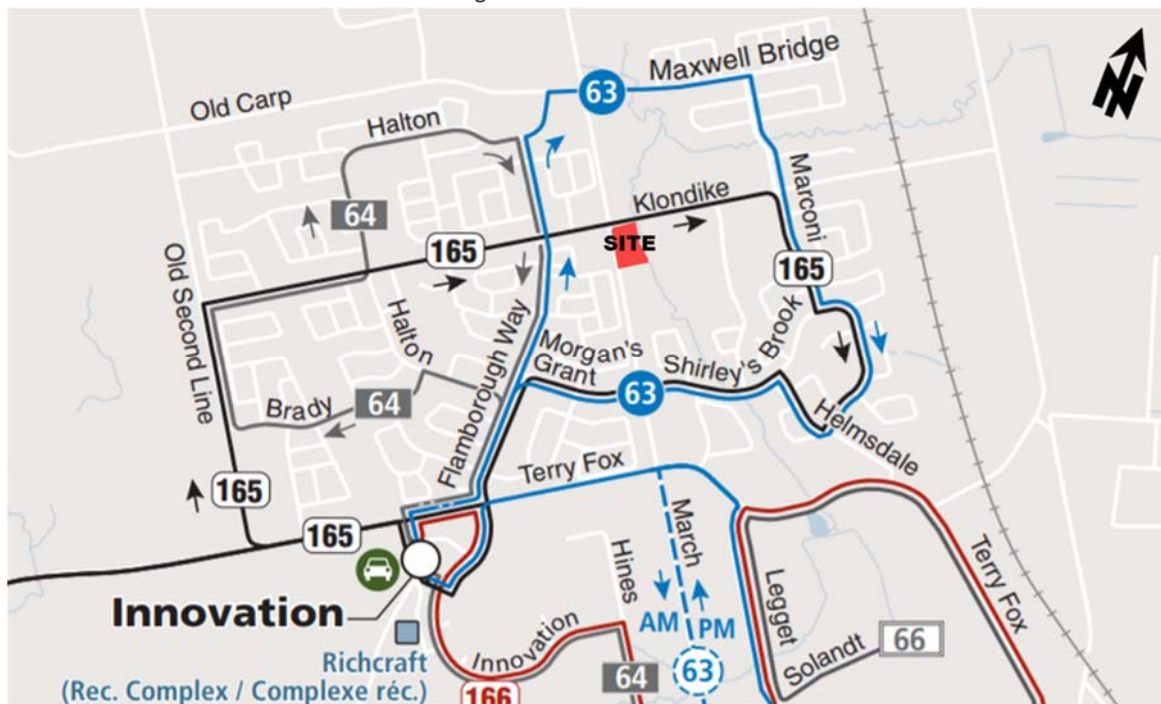 Maxwell Bridge
63
Old Carp
Halton
N
64
Klondike
Marconi
165
SITE
165
Old Second Line
Halton
Flamborough Way
Morgan's
Grant
63
Shirley's
Brook
Brady
64
Helmsdale
165
Terry Fox
165
Innovation
Hines
March
AM
PM
Legget
Terry Fox
Solandt
66
Innovation
Richcraft
(Rec. Complex / Complexe réc.)
166
64
63